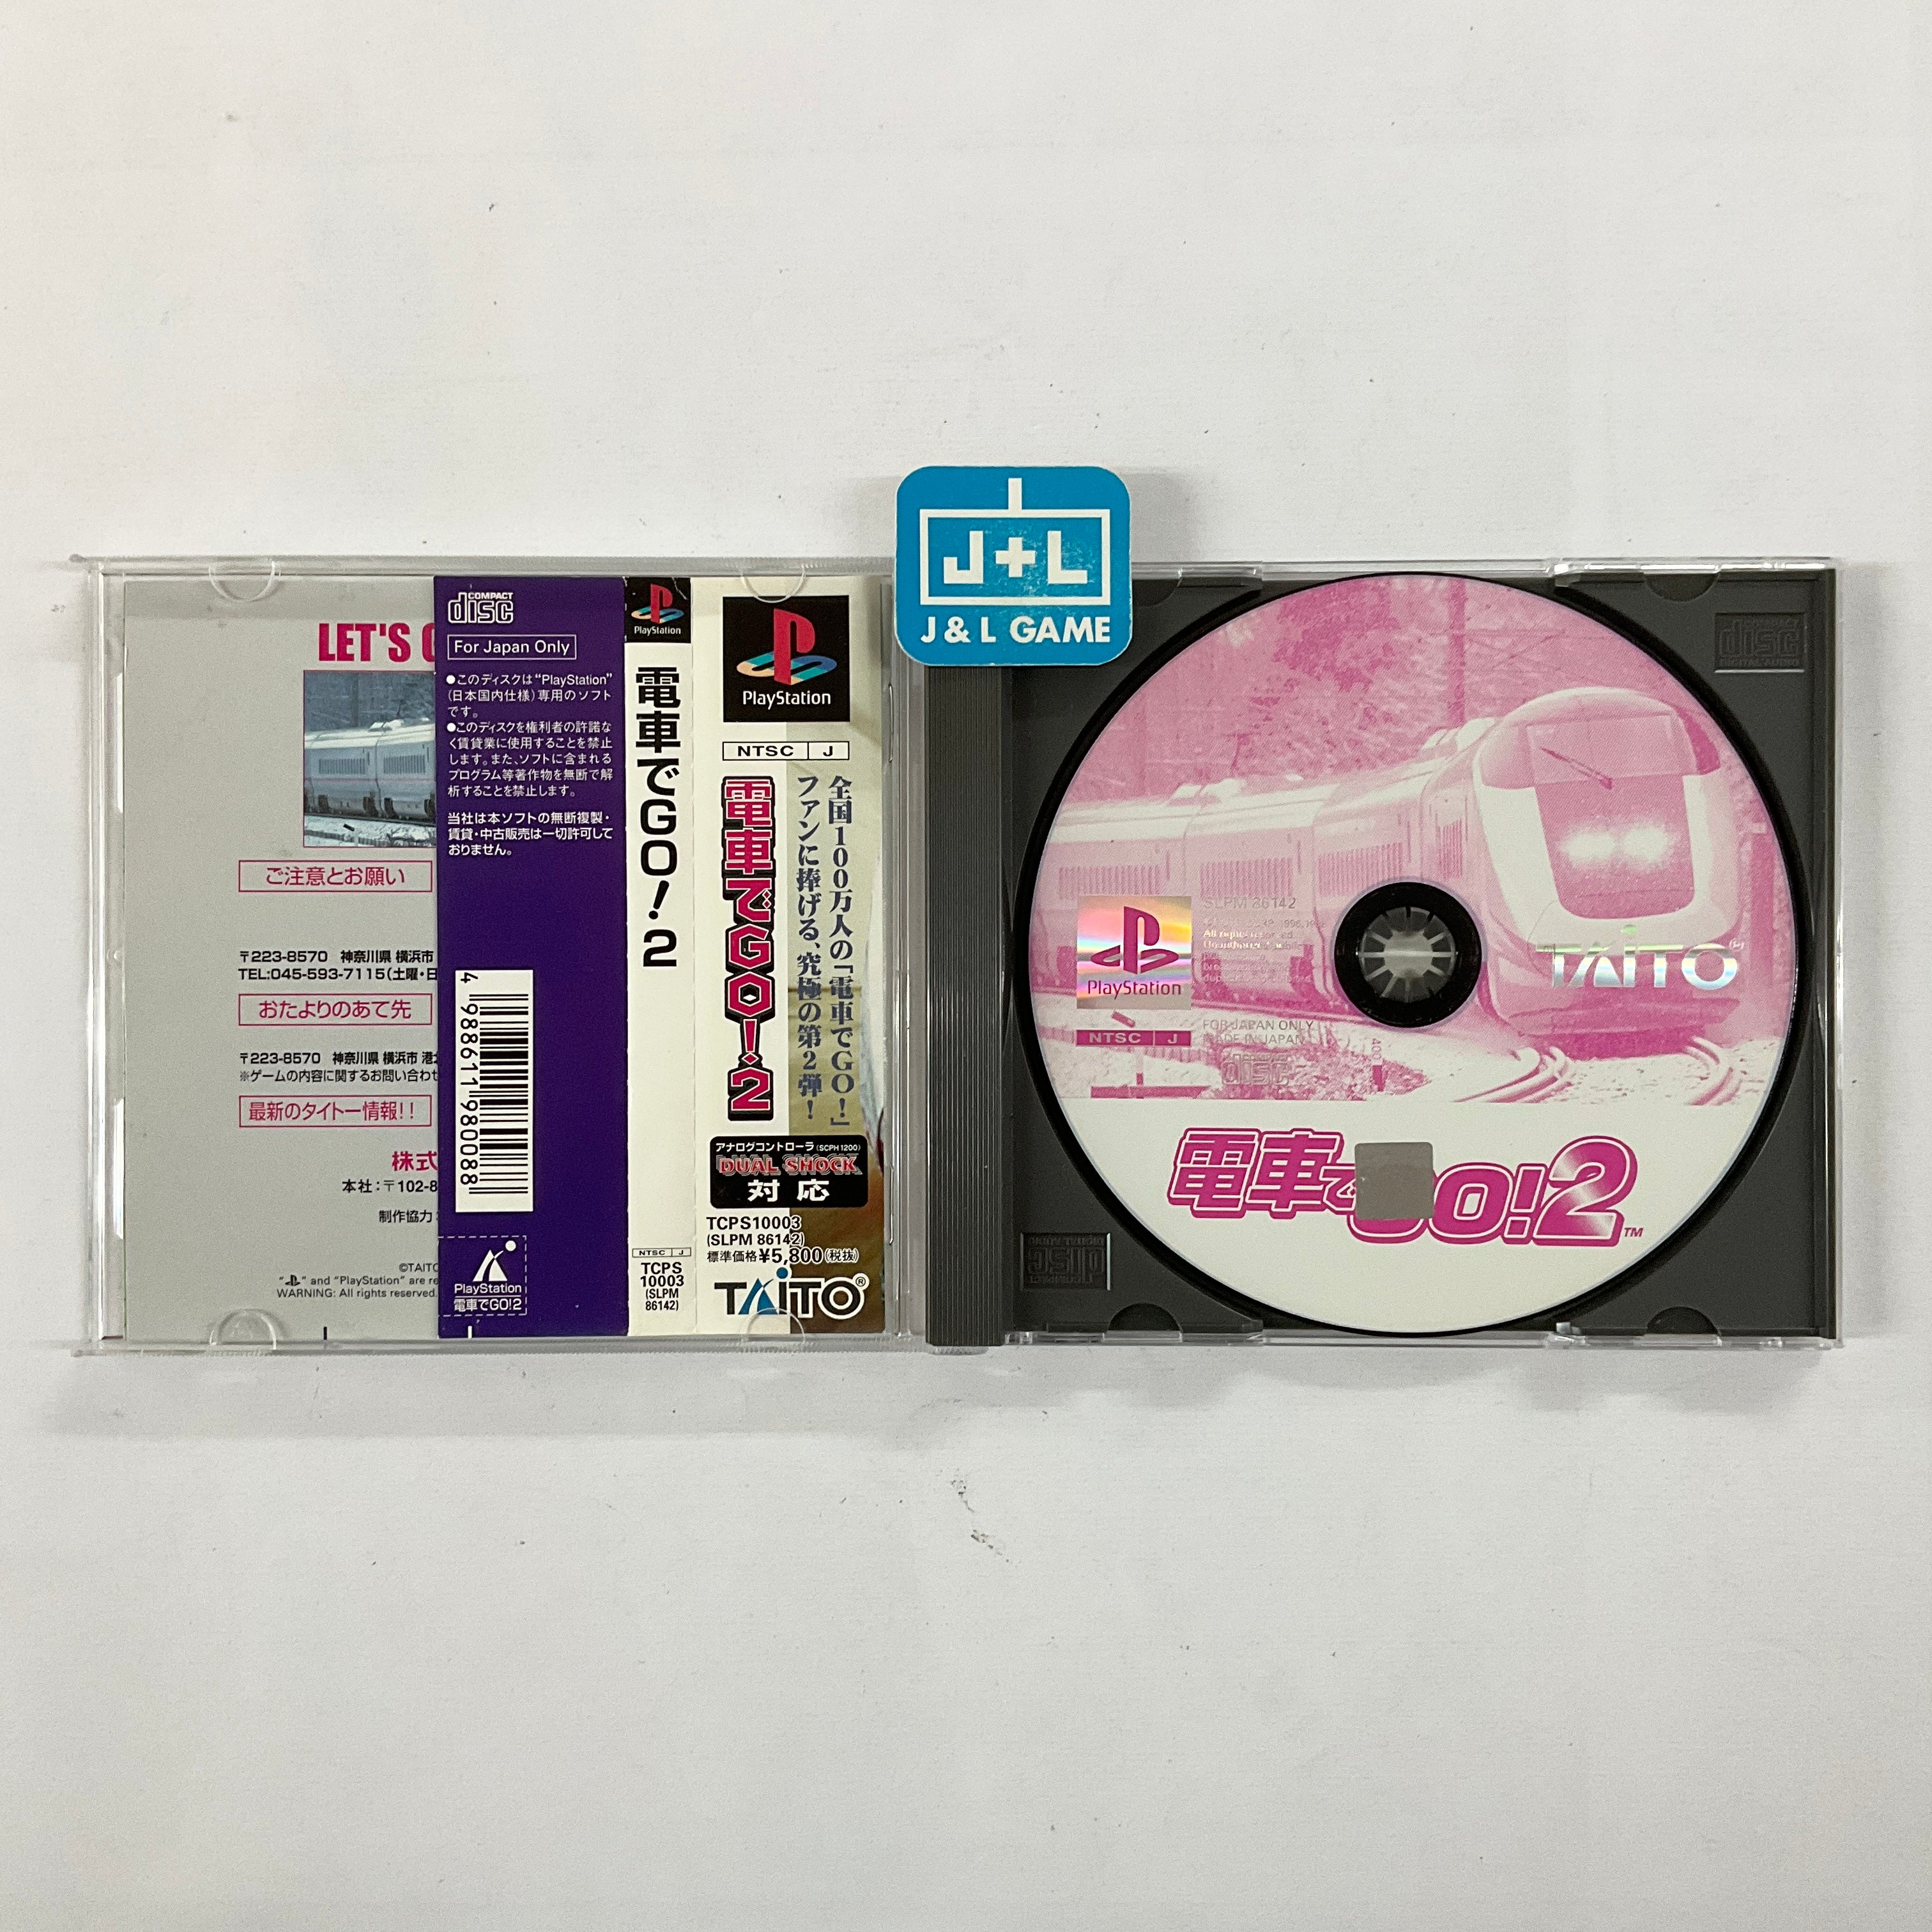 J+L
J & L GAME
LET'S
ご注意とお願い
〒223-8570 神奈川県 横浜市
TEL:045-593-7115(土曜・日
おたよりのあて先
〒223-8570 神奈川県 横浜市 港
※ゲームの内容に関するお問い合わせ
最新のタイトー情報!!
株式
本社:〒102-8
制作協力
©TAITO
"PS" and "PlayStation" are re
WARNING: All rights reserved.
COMPACT
disc
For Japan Only
●このディスクは"PlayStation"
(日本国内仕様)専用のソフト
です。
●このディスクを権利者の許諾な
く賃貸業に使用することを禁止
します。また、ソフトに含まれる
プログラム等著作物を無断で解
析することを禁止します。
当社は本ソフトの無断複製・
賃貸・中古販売は一切許可して
おりません。
4 988611 980088
PlayStation
電車でGO!2
PlayStation
電車でGO!2
NTSC J
TCPS
10003
(SLPM
86142)
PlayStation
NTSC J
全国100万人の「電車でGO!」
ファンに捧げる、究極の第2弾!
電車でGO!2
アナログコントローラ(SCPH1200)
DUAL SHOCK
対応
TCPS10003
(SLPM 86142)
標準価格¥5,800(税抜)
TAITO®
SLPM 86142
All rights reserved.
PlayStation
NTSC J
FOR JAPAN ONLY
MADE IN JAPAN
disc
TAITO
電車でGO!2™
COMPACT
disc
DIGITAL AUDIO
COMPACT
disc
DIGITAL AUDIO